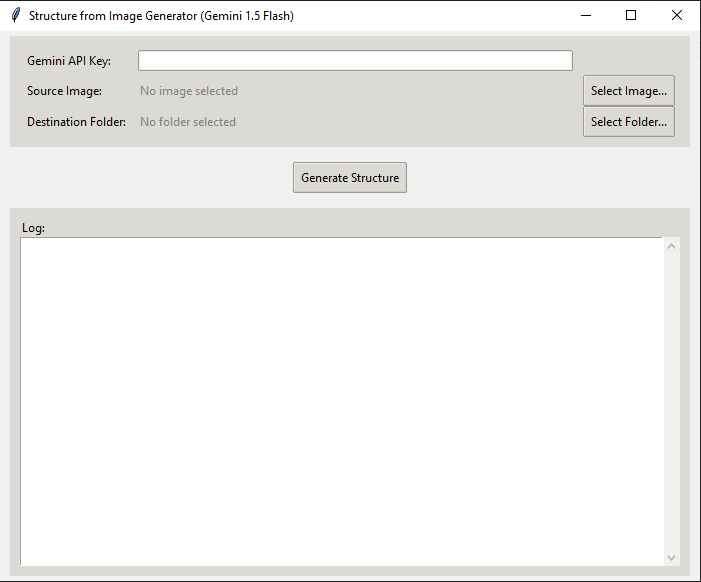 Structure from Image Generator (Gemini 1.5 Flash)
Gemini API Key:
Source Image: No image selected Select Image...
Destination Folder: No folder selected Select Folder...
Generate Structure
Log: